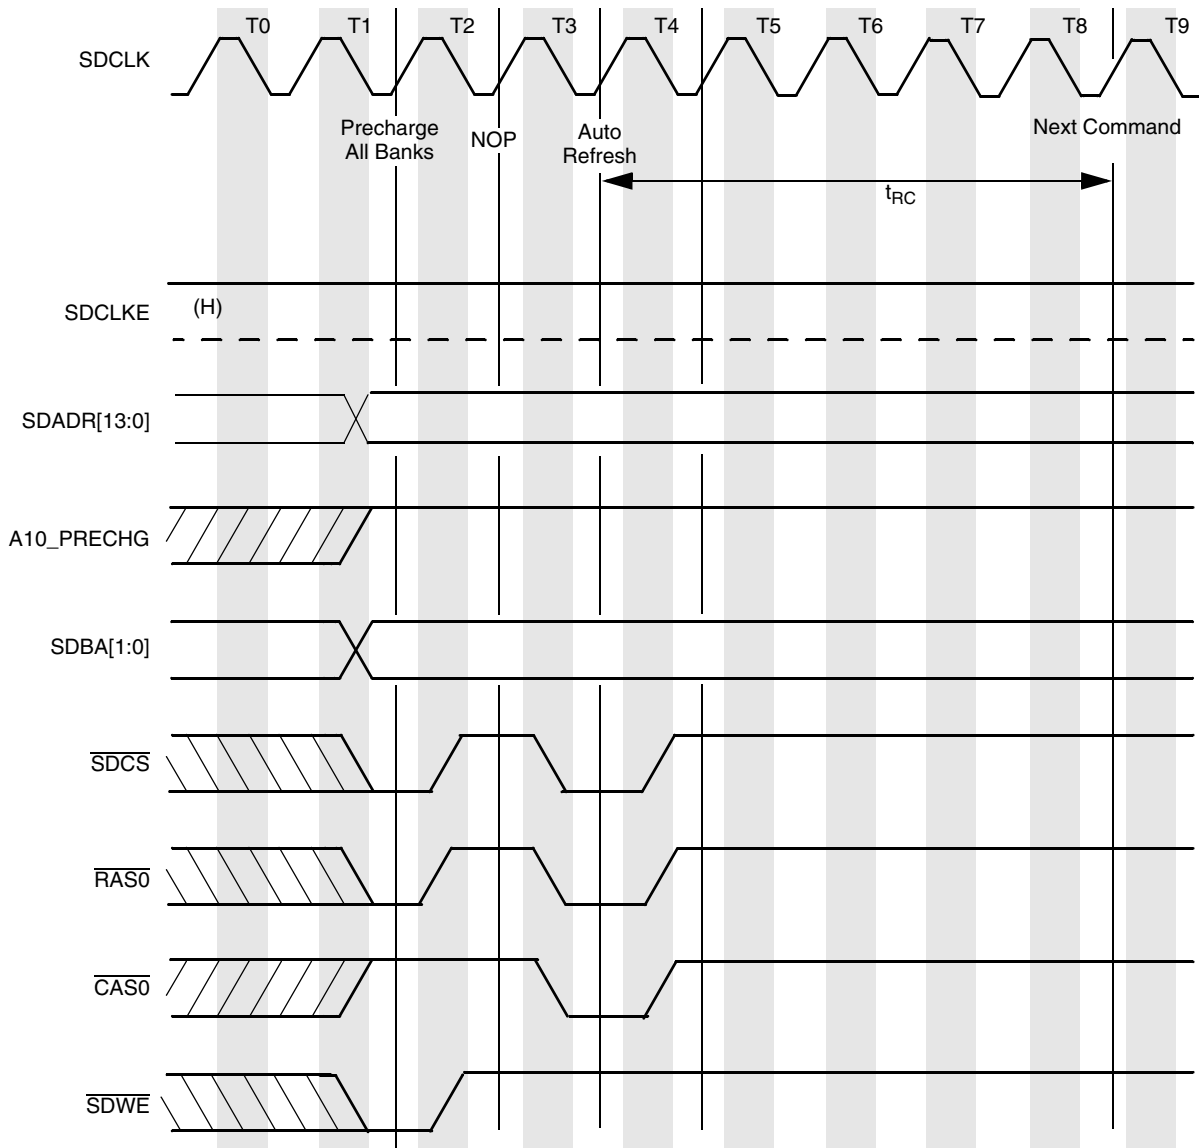 T0 T1 T2 T3 T4 T5 T6 T7 T8 T9
SDCLK
Precharge
All Banks
NOP
Auto
Refresh
Next Command
tRC
SDCLKE
(H)
SDADR[13:0]
A10_PRECHG
SDBA[1:0]
SDCS
RAS0
CAS0
SDWE